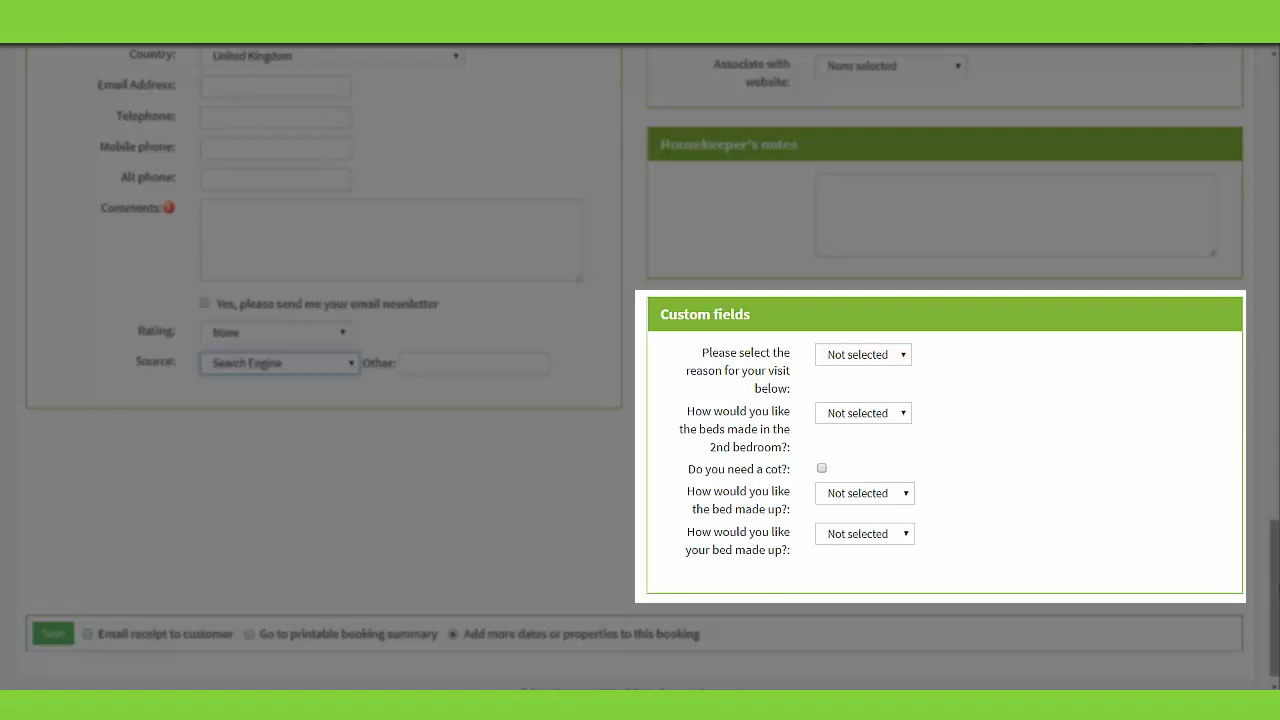 Country: United Kingdom
Email Address:
Telephone:
Mobile phone:
Alt phone:
Comments:
Yes, please send me your email newsletter
Rating: None
Source: Search Engine Other:
Associate with
website: None selected
Housekeeper's notes
Custom fields
Please select the
reason for your visit
below: Not selected
How would you like
the beds made in the
2nd bedroom?: Not selected
Do you need a cot?:
How would you like
the bed made up?: Not selected
How would you like
your bed made up?: Not selected
Save Email receipt to customer Go to printable booking summary Add more dates or properties to this booking